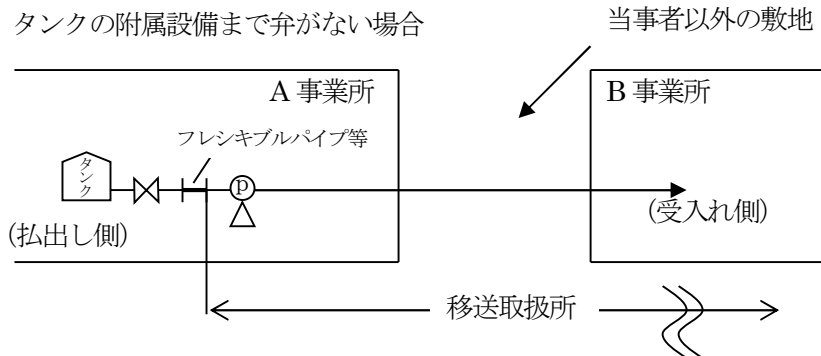 タンクの附属設備まで弁がない場合
当事者以外の敷地
A 事業所
B 事業所
フレシキブルパイプ等
タンク
p
(払出し側)
(受入れ側)
移送取扱所